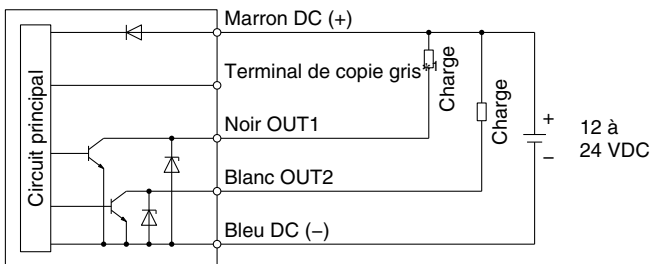 Marron DC (+)
Terminal de copie gris*1
Charge
Charge
Circuit principal
Noir OUT1
+
12 à
24 VDC
–
Blanc OUT2
Bleu DC (–)